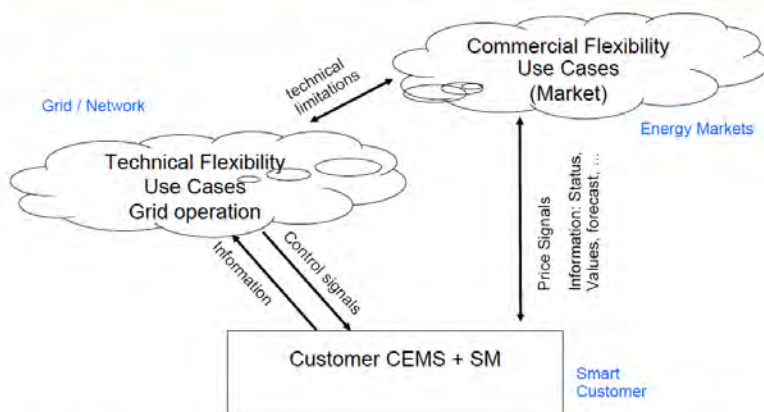 Commercial Flexibility
Use Cases
(Market)
technical
limitations
Grid / Network
Energy Markets
Technical Flexibility
Use Cases
Grid operation
Information
Control signals
Price Signals
Information: Status,
Values, forecast, ...
Customer CEMS + SM
Smart
Customer